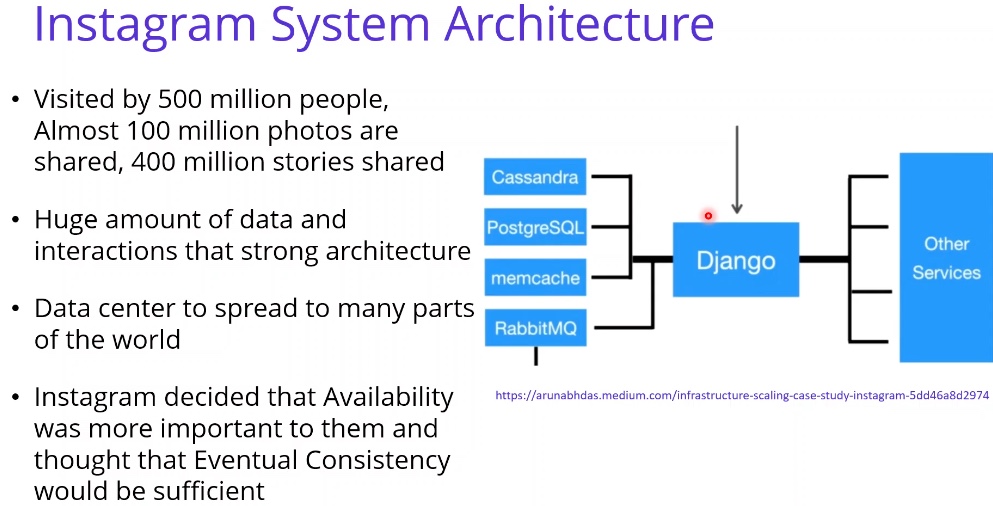 Instagram System Architecture
• Visited by 500 million people,
Almost 100 million photos are
shared, 400 million stories shared
• Huge amount of data and
interactions that strong architecture
• Data center to spread to many parts
of the world
• Instagram decided that Availability
was more important to them and
thought that Eventual Consistency
would be sufficient
Cassandra
PostgreSQL
memcache
RabbitMQ
Django
Other
Services
https://arunabhdas.medium.com/infrastructure-scaling-case-study-instagram-5dd46a8d2974